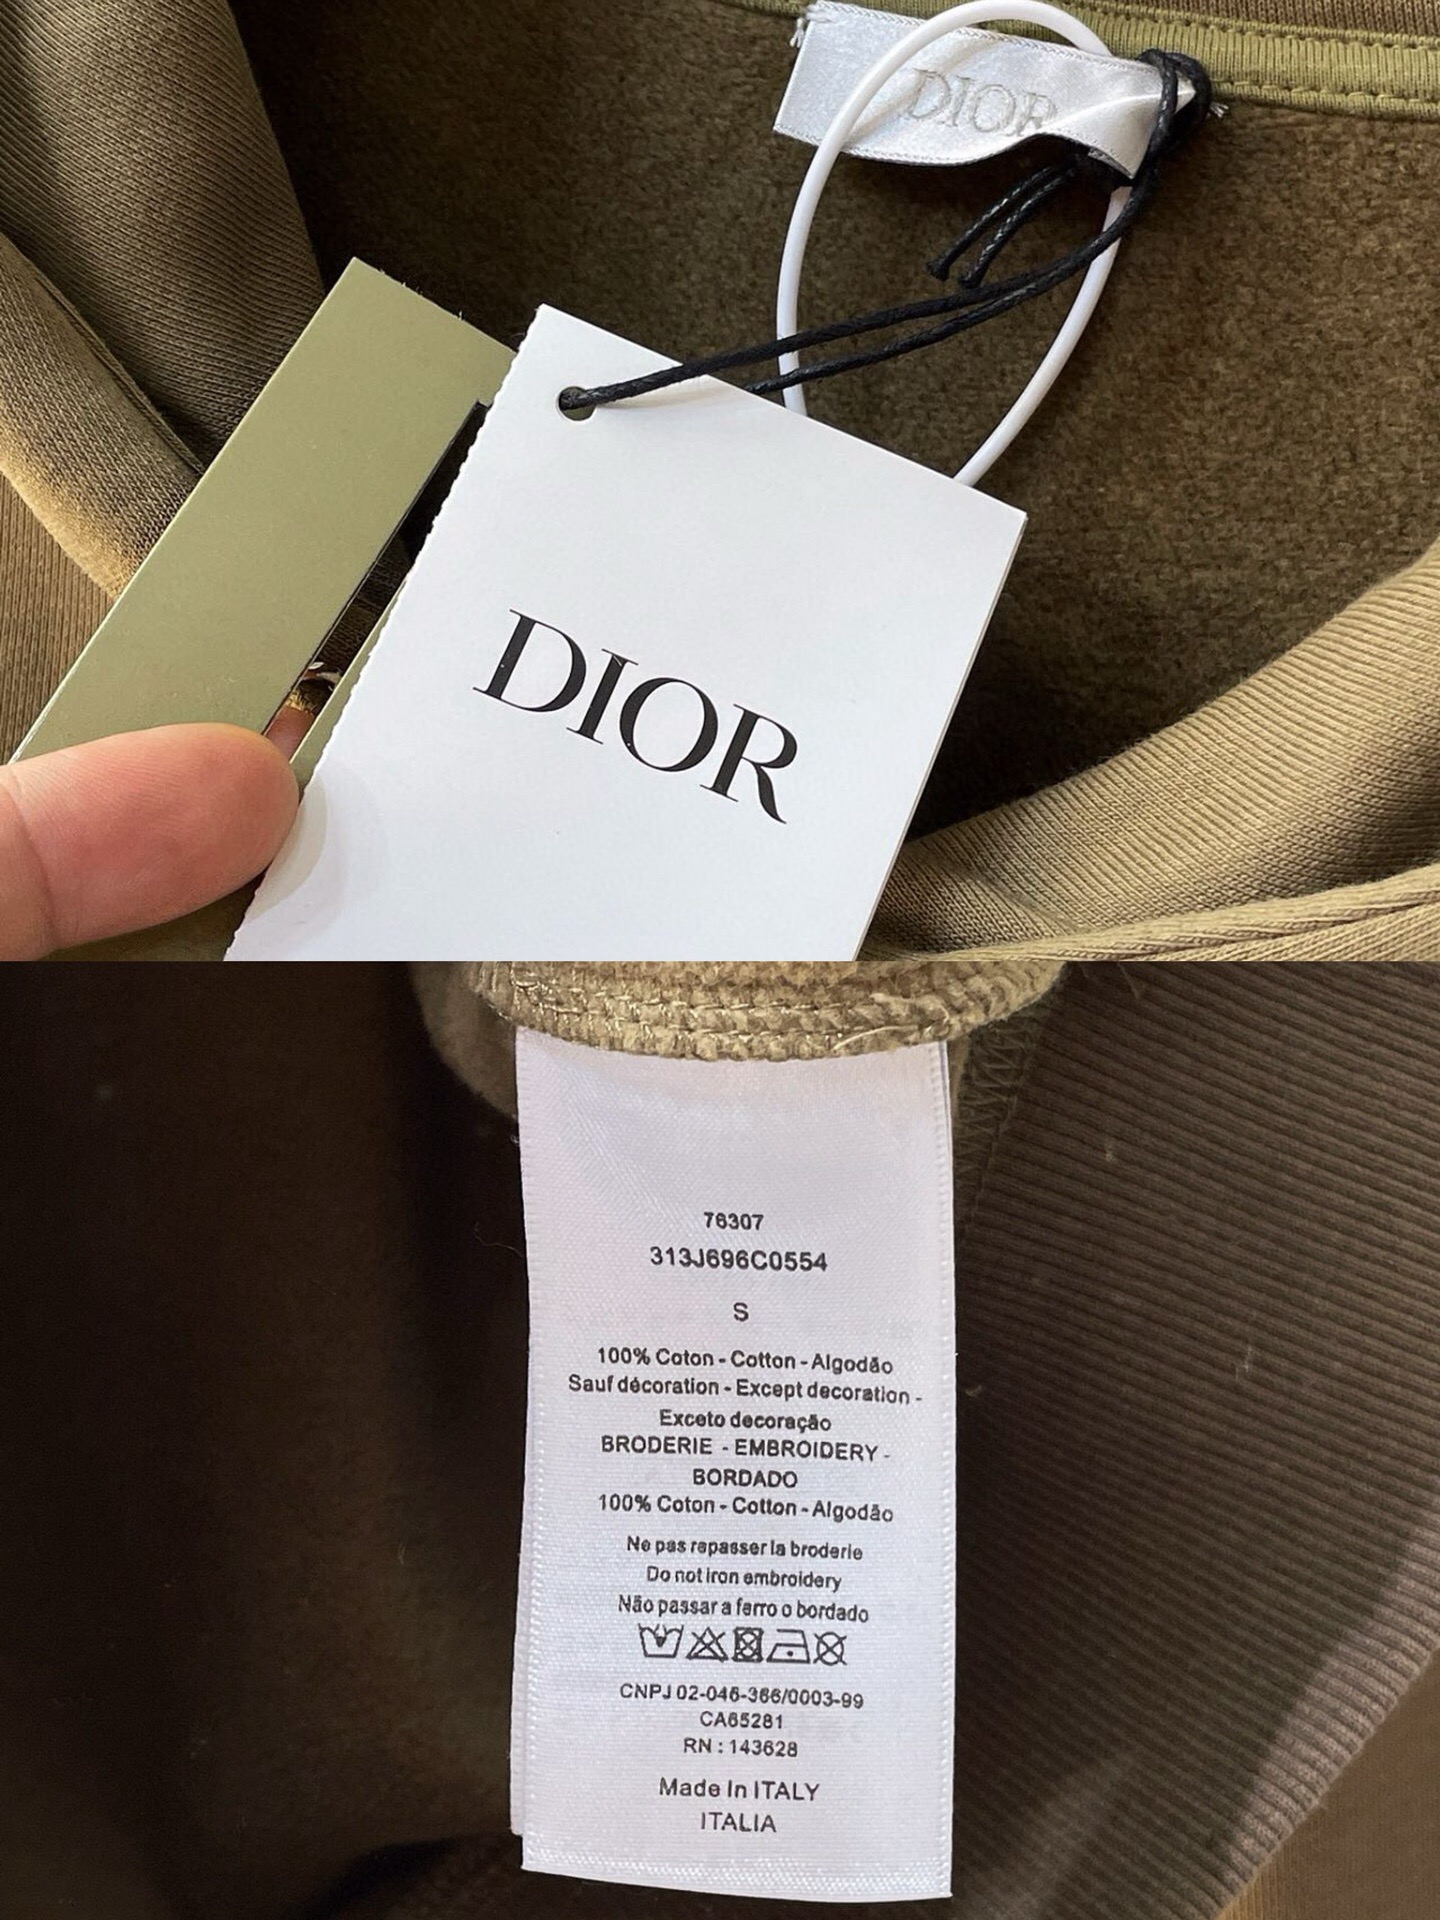 DIOR
DIOR
76307
313J696C0554
S
100% Coton - Cotton - Algodão
Sauf décoration - Except decoration -
Exceto decoração
BRODERIE - EMBROIDERY -
BORDADO
100% Coton - Cotton - Algodão
Ne pas repasser la broderie
Do not iron embroidery
Não passar a ferro o bordado
CNPJ 02-046-366/0003-99
CA65281
RN : 143628
Made In ITALY
ITALIA